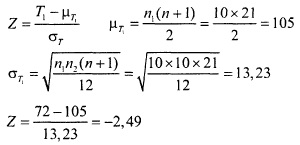 Z = \frac{T_1 - \mu_{T_1}}{\sigma_T} \quad \mu_{T_1} = \frac{n_1(n+1)}{2} = \frac{10 \times 21}{2} = 105
\sigma_{T_1} = \sqrt{\frac{n_1 n_2 (n+1)}{12}} = \sqrt{\frac{10 \times 10 \times 21}{12}} = 13,23
Z = \frac{72 - 105}{13,23} = -2,49